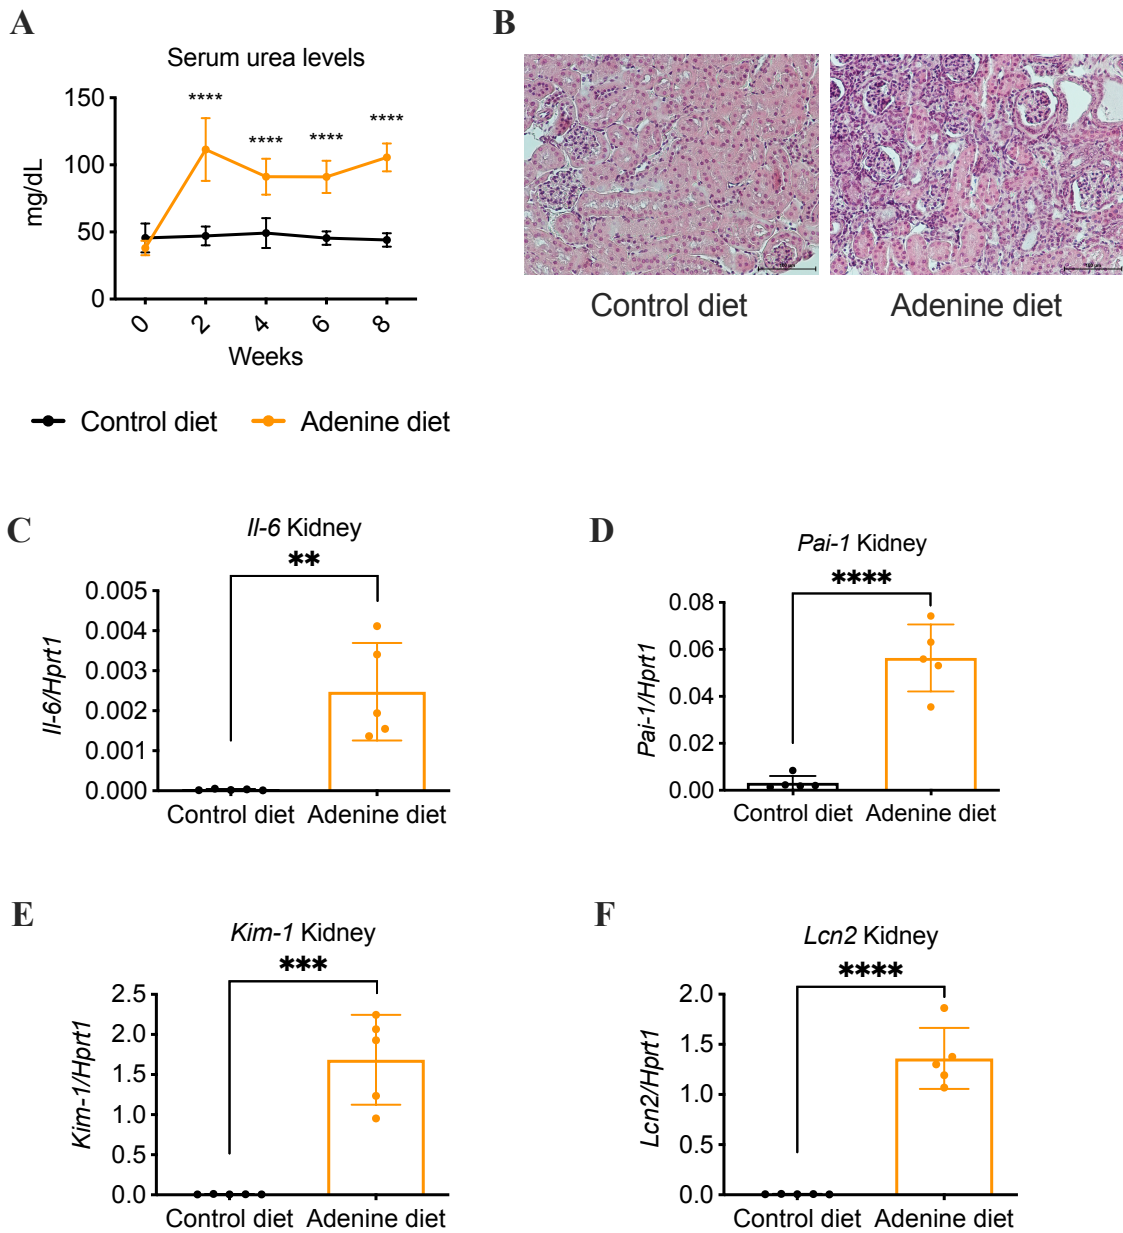 A
Serum urea levels
150
100
50
0
mg/dL
****
****
****
****
0 2 4 6 8
Weeks
Control diet Adenine diet
B
Control diet Adenine diet
C
Il-6 Kidney
**
0.005
0.004
0.003
0.002
0.001
0.000
Il-6/Hprt1
Control diet Adenine diet
D
Pai-1 Kidney
****
0.08
0.06
0.04
0.02
0.00
Pai-1/Hprt1
Control diet Adenine diet
E
Kim-1 Kidney
***
2.5
2.0
1.5
1.0
0.5
0.0
Kim-1/Hprt1
Control diet Adenine diet
F
Lcn2 Kidney
****
2.0
1.5
1.0
0.5
0.0
Lcn2/Hprt1
Control diet Adenine diet